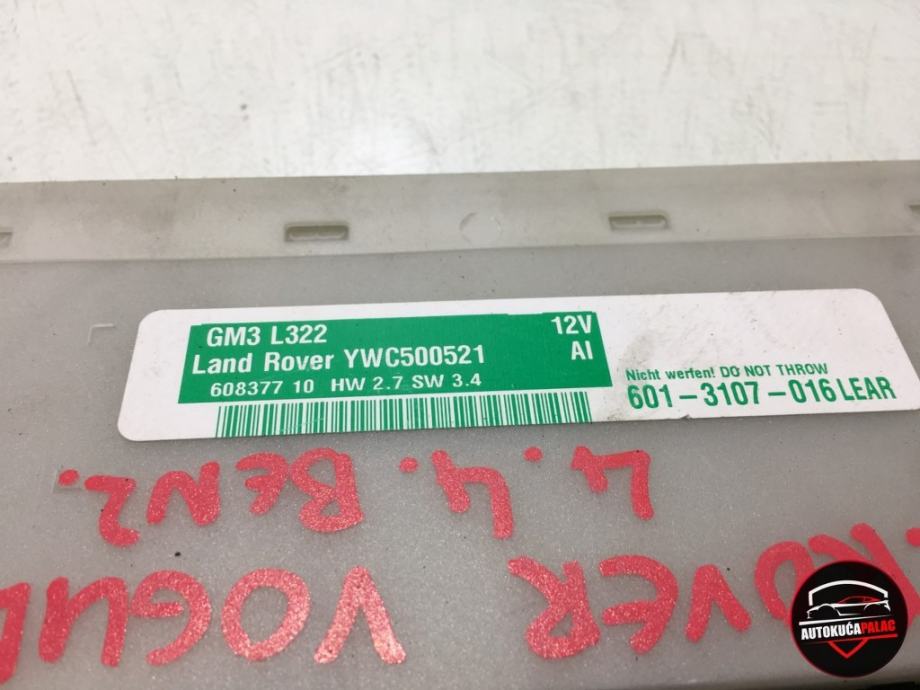 GM3 L322 12V
Land Rover YWC500521 AI
608377 10 HW 2.7 SW 3.4
Nicht werfen! DO NOT THROW
601-3107-016 LEAR
ROVER VOGUE
4.4. BENZ.
AUTOKUĆA PALAC